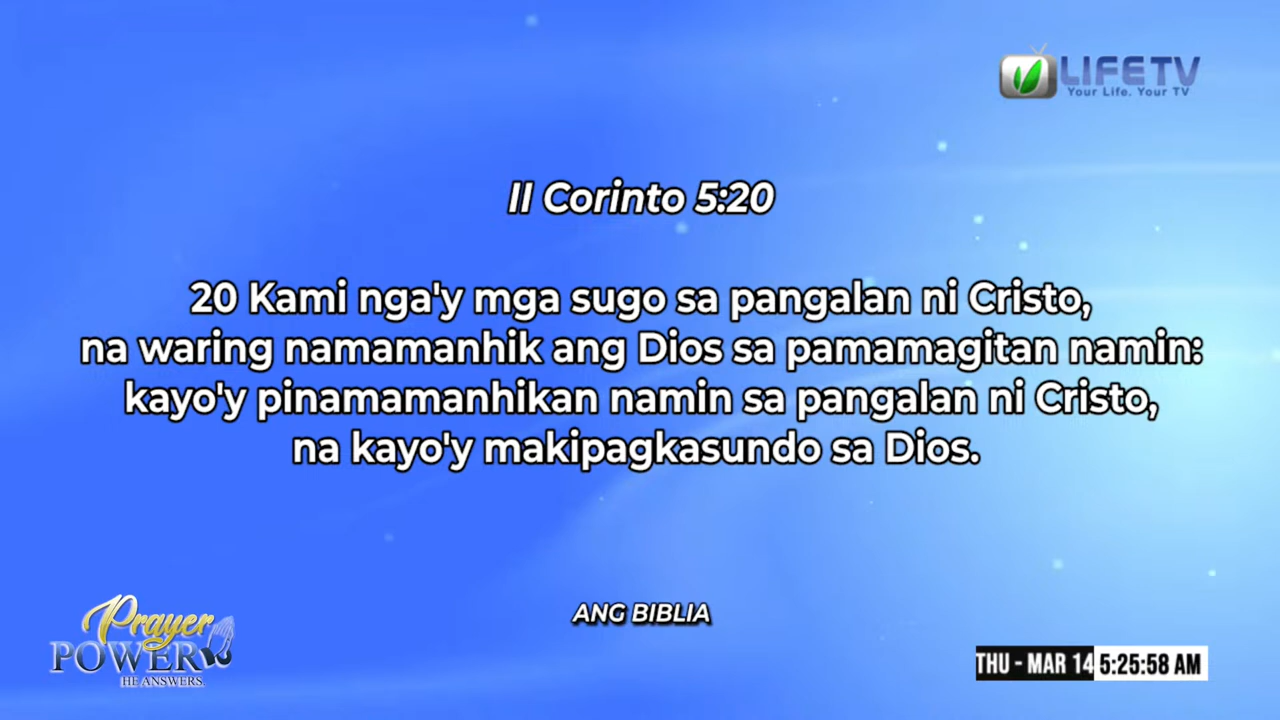 LIFETV
Your Life. Your TV
II Corinto 5:20
20 Kami nga'y mga sugo sa pangalan ni Cristo,
na waring namamanhik ang Dios sa pamamagitan namin:
kayo'y pinamamanhikan namin sa pangalan ni Cristo,
na kayo'y makipagkasundo sa Dios.
ANG BIBLIA
Prayer
POWER
HE ANSWERS.
THU - MAR 14 5:25:58 AM